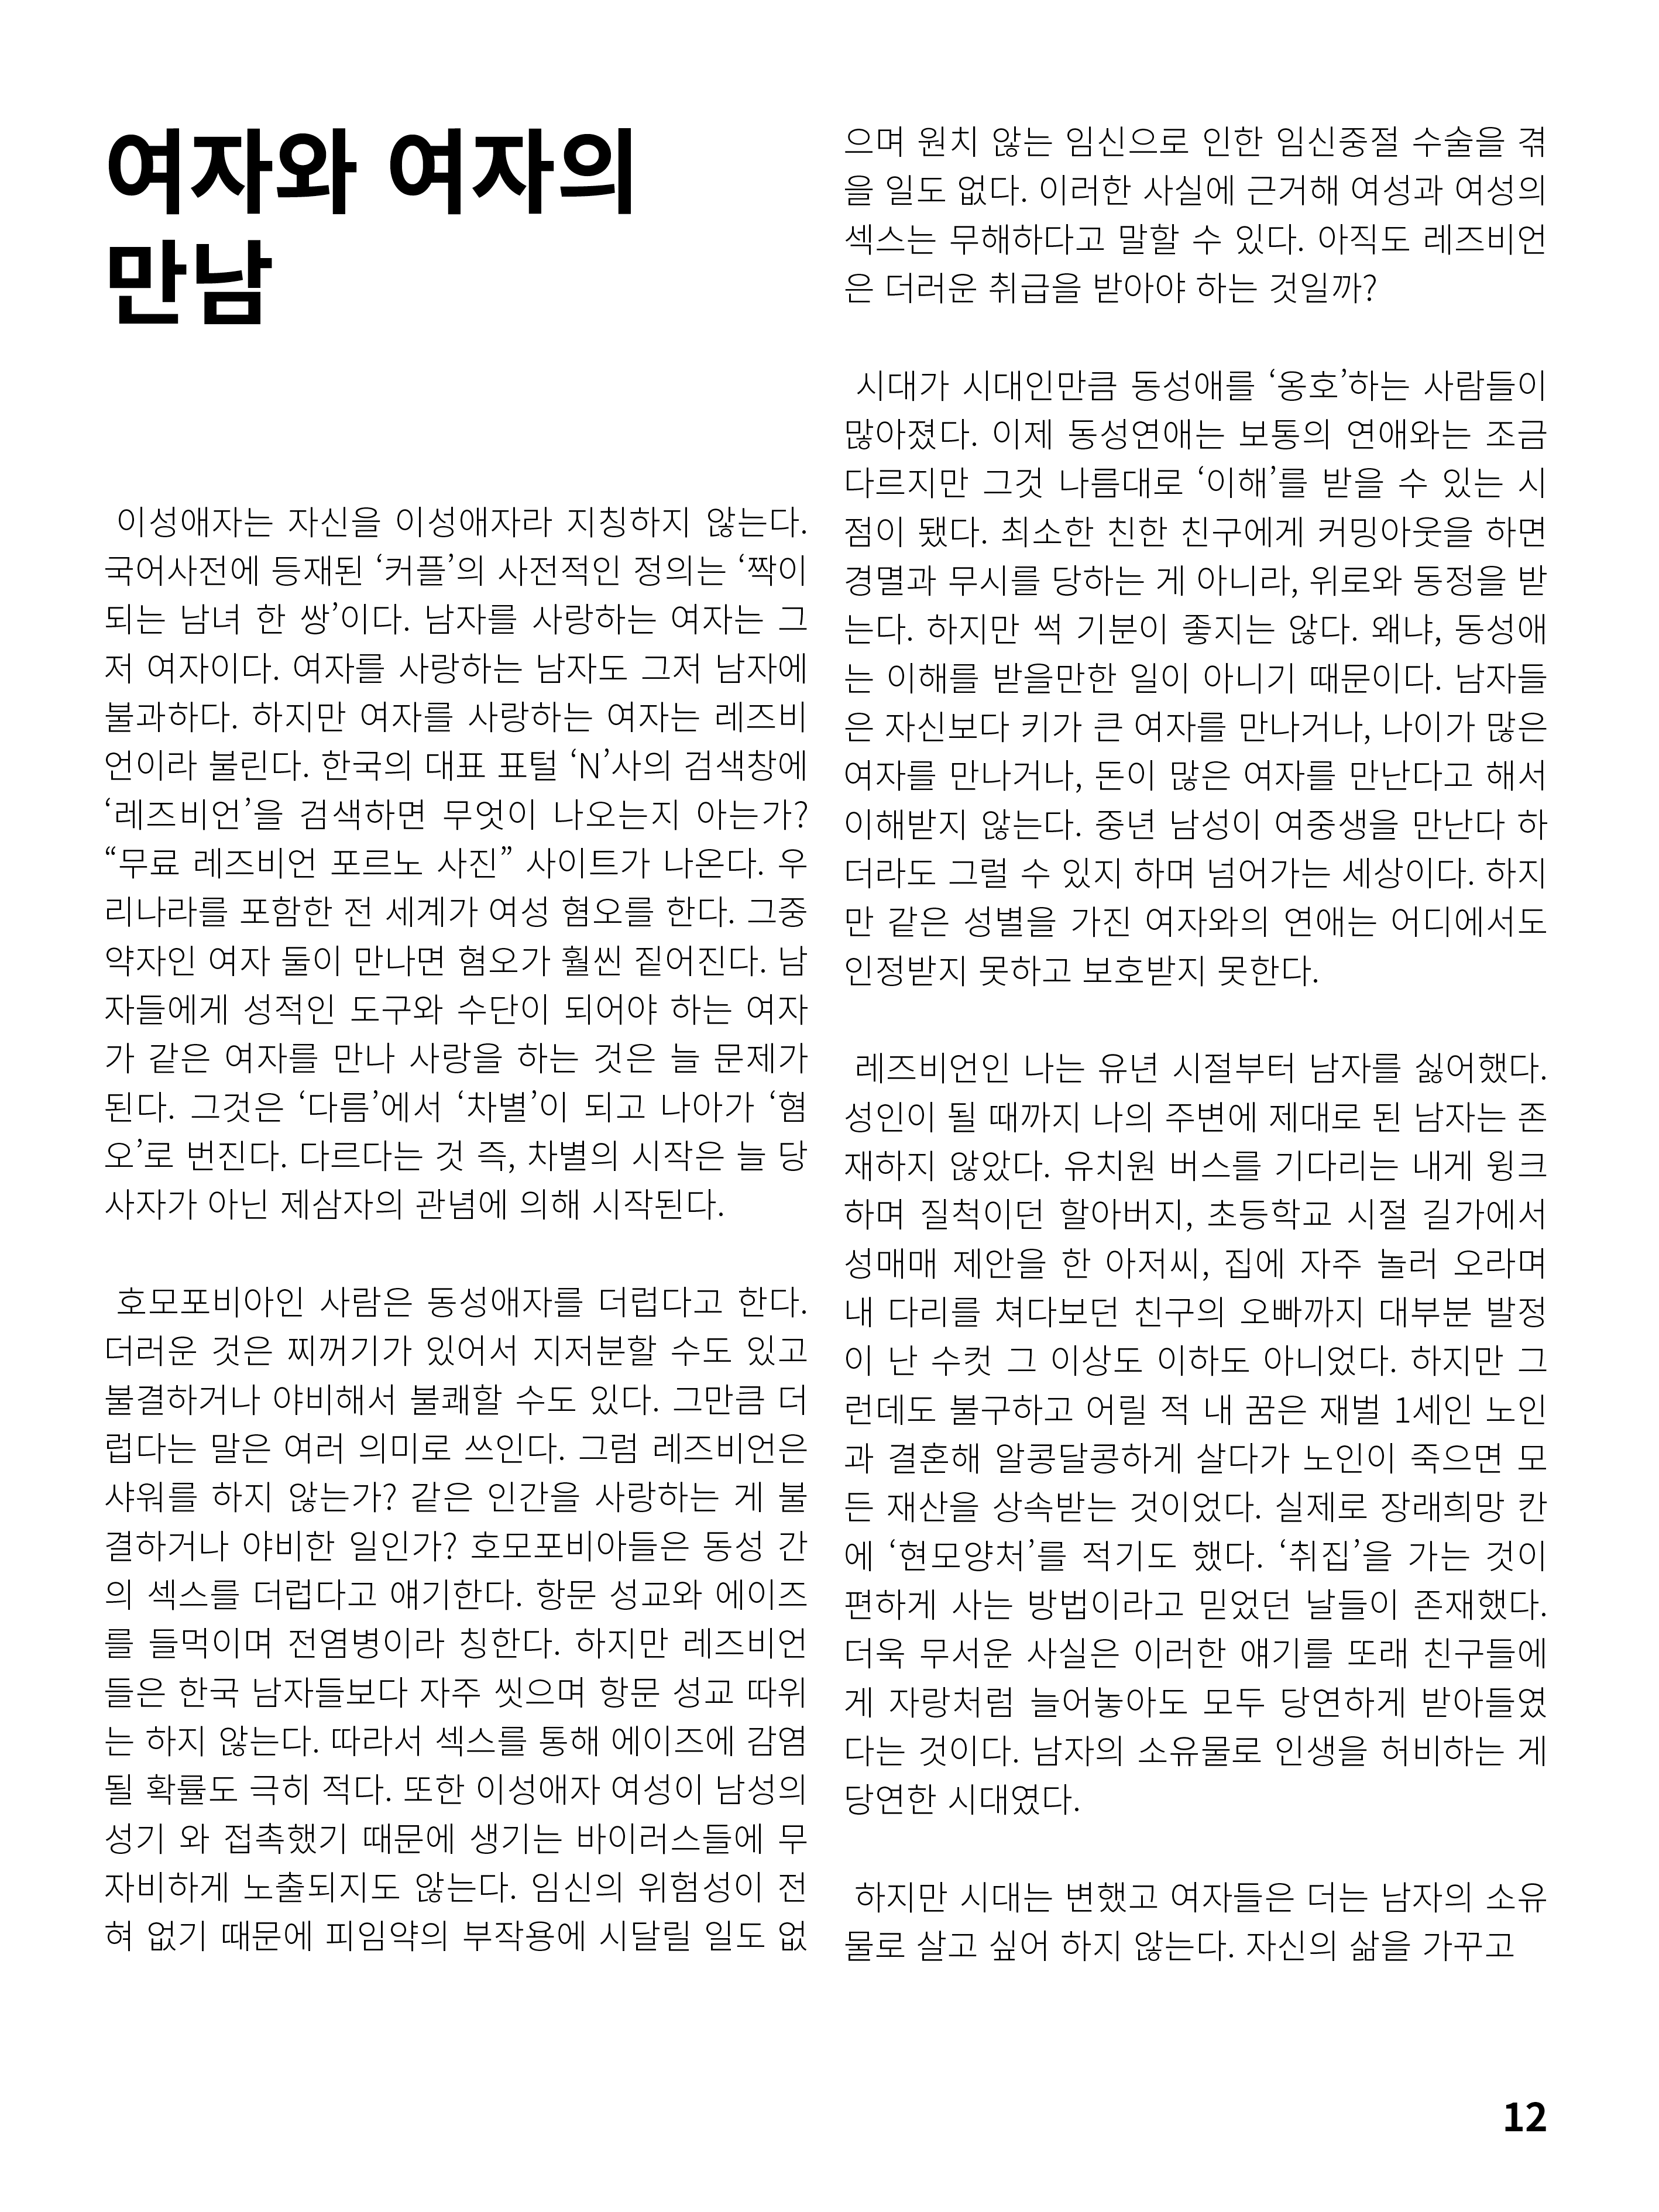 여자와 여자의
만남
이성애자는 자신을 이성애자라 지칭하지 않는다.
국어사전에 등재된 ‘커플’의 사전적인 정의는 ‘짝이
되는 남녀 한 쌍’이다. 남자를 사랑하는 여자는 그
저 여자이다. 여자를 사랑하는 남자도 그저 남자에
불과하다. 하지만 여자를 사랑하는 여자는 레즈비
언이라 불린다. 한국의 대표 표털 ‘N’사의 검색창에
‘레즈비언’을 검색하면 무엇이 나오는지 아는가?
“무료 레즈비언 포르노 사진” 사이트가 나온다. 우
리나라를 포함한 전 세계가 여성 혐오를 한다. 그중
약자인 여자 둘이 만나면 혐오가 훨씬 짙어진다. 남
자들에게 성적인 도구와 수단이 되어야 하는 여자
가 같은 여자를 만나 사랑을 하는 것은 늘 문제가
된다. 그것은 ‘다름’에서 ‘차별’이 되고 나아가 ‘혐
오’로 번진다. 다르다는 것 즉, 차별의 시작은 늘 당
사자가 아닌 제삼자의 관념에 의해 시작된다.
호모포비아인 사람은 동성애자를 더럽다고 한다.
더러운 것은 찌꺼기가 있어서 지저분할 수도 있고
불결하거나 야비해서 불쾌할 수도 있다. 그만큼 더
럽다는 말은 여러 의미로 쓰인다. 그럼 레즈비언은
샤워를 하지 않는가? 같은 인간을 사랑하는 게 불
결하거나 야비한 일인가? 호모포비아들은 동성 간
의 섹스를 더럽다고 얘기한다. 항문 성교와 에이즈
를 들먹이며 전염병이라 칭한다. 하지만 레즈비언
들은 한국 남자들보다 자주 씻으며 항문 성교 따위
는 하지 않는다. 따라서 섹스를 통해 에이즈에 감염
될 확률도 극히 적다. 또한 이성애자 여성이 남성의
성기 와 접촉했기 때문에 생기는 바이러스들에 무
자비하게 노출되지도 않는다. 임신의 위험성이 전
혀 없기 때문에 피임약의 부작용에 시달릴 일도 없
으며 원치 않는 임신으로 인한 임신중절 수술을 겪
을 일도 없다. 이러한 사실에 근거해 여성과 여성의
섹스는 무해하다고 말할 수 있다. 아직도 레즈비언
은 더러운 취급을 받아야 하는 것일까?
시대가 시대인만큼 동성애를 ‘옹호’하는 사람들이
많아졌다. 이제 동성연애는 보통의 연애와는 조금
다르지만 그것 나름대로 ‘이해’를 받을 수 있는 시
점이 됐다. 최소한 친한 친구에게 커밍아웃을 하면
경멸과 무시를 당하는 게 아니라, 위로와 동정을 받
는다. 하지만 썩 기분이 좋지는 않다. 왜냐, 동성애
는 이해를 받을만한 일이 아니기 때문이다. 남자들
은 자신보다 키가 큰 여자를 만나거나, 나이가 많은
여자를 만나거나, 돈이 많은 여자를 만난다고 해서
이해받지 않는다. 중년 남성이 여중생을 만난다 하
더라도 그럴 수 있지 하며 넘어가는 세상이다. 하지
만 같은 성별을 가진 여자와의 연애는 어디에서도
인정받지 못하고 보호받지 못한다.
레즈비언인 나는 유년 시절부터 남자를 싫어했다.
성인이 될 때까지 나의 주변에 제대로 된 남자는 존
재하지 않았다. 유치원 버스를 기다리는 내게 윙크
하며 질척이던 할아버지, 초등학교 시절 길가에서
성매매 제안을 한 아저씨, 집에 자주 놀러 오라며
내 다리를 쳐다보던 친구의 오빠까지 대부분 발정
이 난 수컷 그 이상도 이하도 아니었다. 하지만 그
런데도 불구하고 어릴 적 내 꿈은 재벌 1세인 노인
과 결혼해 알콩달콩하게 살다가 노인이 죽으면 모
든 재산을 상속받는 것이었다. 실제로 장래희망 칸
에 ‘현모양처’를 적기도 했다. ‘취집’을 가는 것이
편하게 사는 방법이라고 믿었던 날들이 존재했다.
더욱 무서운 사실은 이러한 얘기를 또래 친구들에
게 자랑처럼 늘어놓아도 모두 당연하게 받아들였
다는 것이다. 남자의 소유물로 인생을 허비하는 게
당연한 시대였다.
하지만 시대는 변했고 여자들은 더는 남자의 소유
물로 살고 싶어 하지 않는다. 자신의 삶을 가꾸고
12